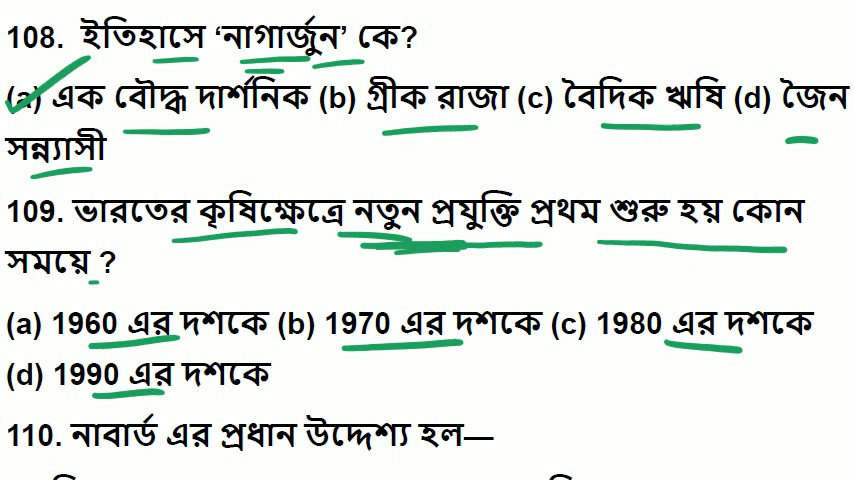 108. ইতিহাসে ‘নাগার্জুন’ কে?
(a) এক বৌদ্ধ দার্শনিক (b) গ্রীক রাজা (c) বৈদিক ঋষি (d) জৈন
সন্ন্যাসী
109. ভারতের কৃষিক্ষেত্রে নতুন প্রযুক্তি প্রথম শুরু হয় কোন
সময়ে ?
(a) 1960 এর দশকে (b) 1970 এর দশকে (c) 1980 এর দশকে
(d) 1990 এর দশকে
110. নাবার্ড এর প্রধান উদ্দেশ্য হল—